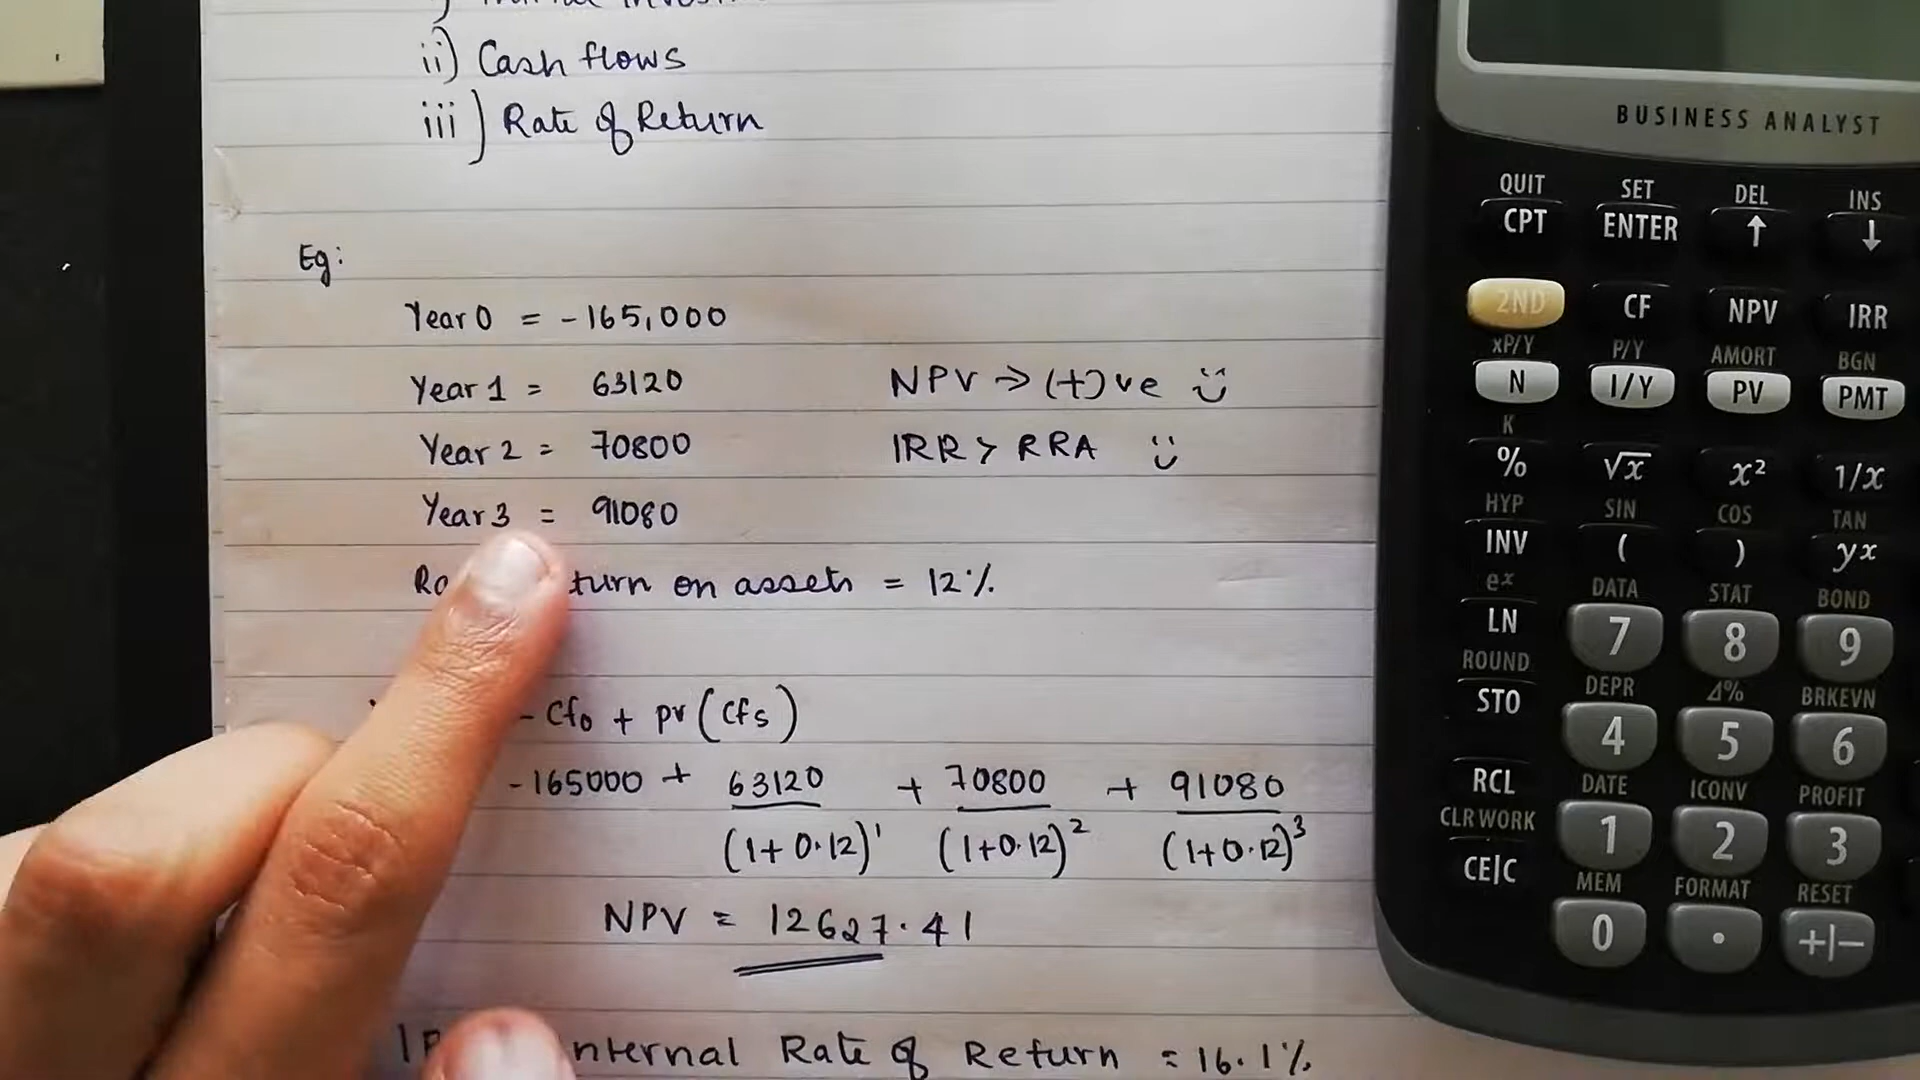 ii) Cash flows
iii) Rate of Return
Eg:
Year 0 = -165,000
Year 1 = 63120
Year 2 = 70800
Year 3 = 91080
NPV → (+)ve
IRR > RRA
turn on assets = 12%
- Cf0 + pv (Cfs)
-165000 + 63120 + 70800 + 91080
(1+0.12)^1 (1+0.12)^2 (1+0.12)^3
NPV = 12627.41
nternal Rate of Return = 16.1%
BUSINESS ANALYST
QUIT SET DEL INS
CPT ENTER ↑ ↓
2ND CF NPV IRR
xP/Y P/Y AMORT BGN
N I/Y PV PMT
K
% √x x² 1/x
HYP SIN COS TAN
INV ( ) yx
ex DATA STAT BOND
LN 7 8 9
ROUND DEPR Δ% BRKEVN
STO 4 5 6
DATE ICONV PROFIT
RCL 1 2 3
CLR WORK MEM FORMAT RESET
CE|C 0 . +|−